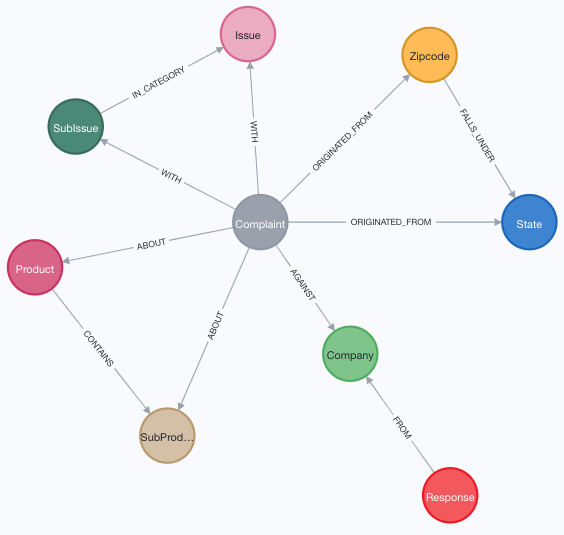 Issue
Zipcode
IN_CATEGORY
SubIssue
WITH
ORIGINATED_FROM
FALLS_UNDER
WITH
Complaint
ORIGINATED_FROM
State
ABOUT
Product
AGAINST
ABOUT
CONTAINS
Company
SubProd...
FROM
Response